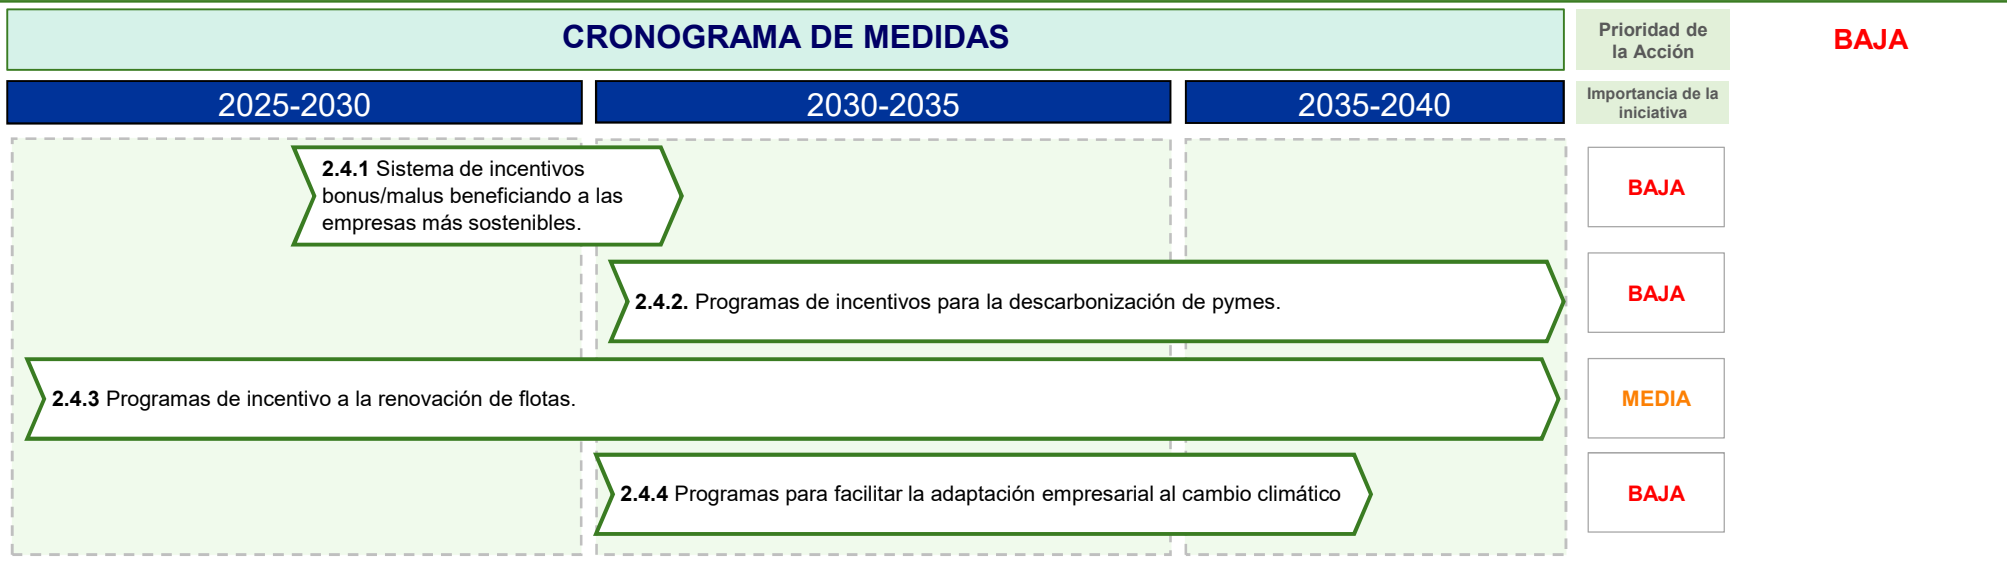 CRONOGRAMA DE MEDIDAS
Prioridad de
la Acción
BAJA
2025-2030
2030-2035
2035-2040
Importancia de la
iniciativa
2.4.1 Sistema de incentivos
bonus/malus beneficiando a las
empresas más sostenibles.
BAJA
2.4.2. Programas de incentivos para la descarbonización de pymes.
BAJA
2.4.3 Programas de incentivo a la renovación de flotas.
MEDIA
2.4.4 Programas para facilitar la adaptación empresarial al cambio climático
BAJA